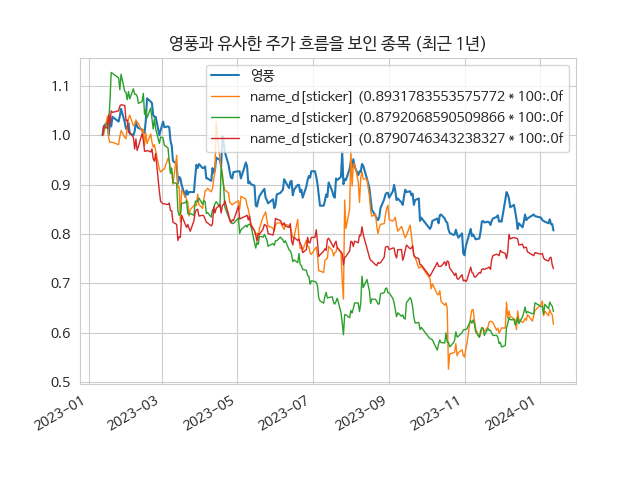 영풍과 유사한 주가 흐름을 보인 종목 (최근 1년)
영풍
name_d[sticker] (0.8931783553575772 * 100:.0f
name_d[sticker] (0.8792068590509866 * 100:.0f
name_d[sticker] (0.8790746343238327 * 100:.0f
1.1
1.0
0.9
0.8
0.7
0.6
0.5
2023-01
2023-03
2023-05
2023-07
2023-09
2023-11
2024-01